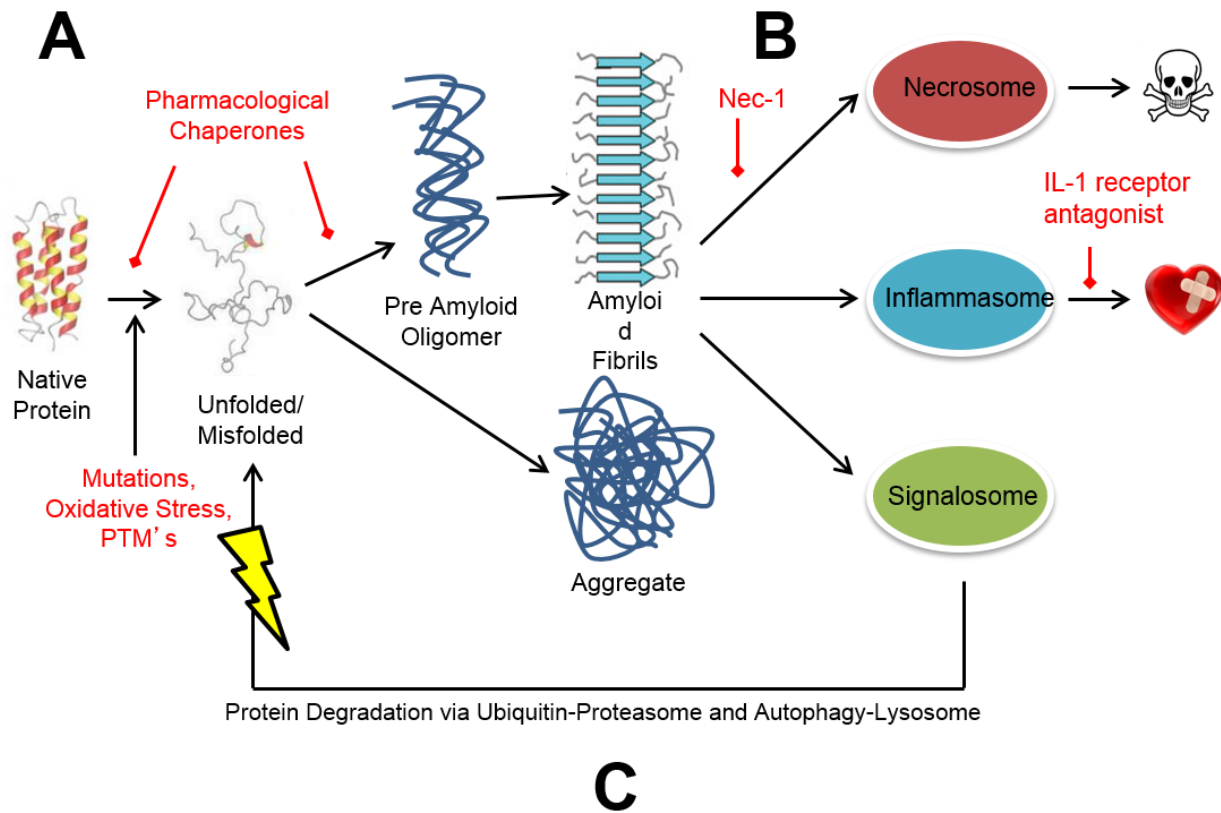 A
B
Pharmacological
Chaperones
Nec-1
Necrosome
IL-1 receptor
antagonist
Native
Protein
Unfolded/
Misfolded
Pre Amyloid
Oligomer
Amyloi
d
Fibrils
Inflammasome
Mutations,
Oxidative Stress,
PTM's
Aggregate
Signalosome
Protein Degradation via Ubiquitin-Proteasome and Autophagy-Lysosome
C